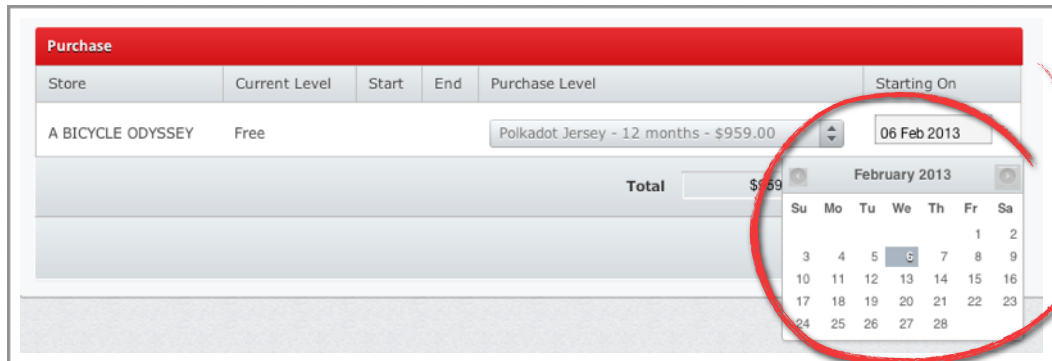 Purchase
Store Current Level Start End Purchase Level Starting On
A BICYCLE ODYSSEY Free Polkadot Jersey - 12 months - $959.00 06 Feb 2013
Total $959
February 2013
Su Mo Tu We Th Fr Sa
1 2
3 4 5 6 7 8 9
10 11 12 13 14 15 16
17 18 19 20 21 22 23
24 25 26 27 28